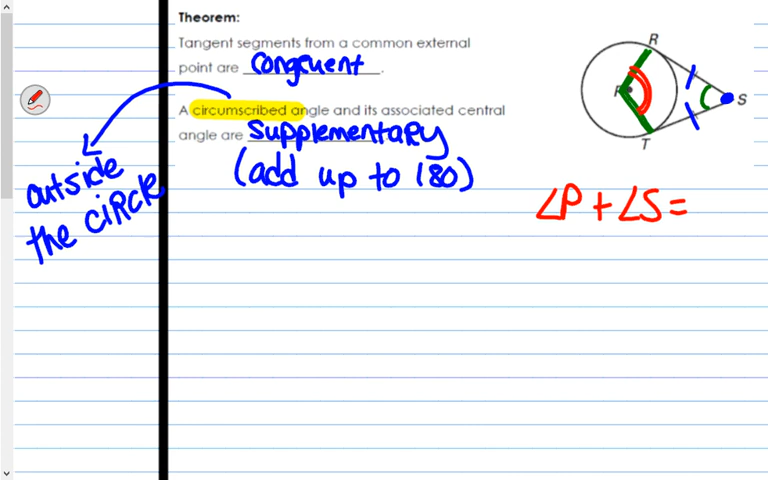 Theorem:
Tangent segments from a common external
point are congruent.
A circumscribed angle and its associated central
angle are supplementary
(add up to 180)
outside
the circle
R
P
S
T
∠P + ∠S =